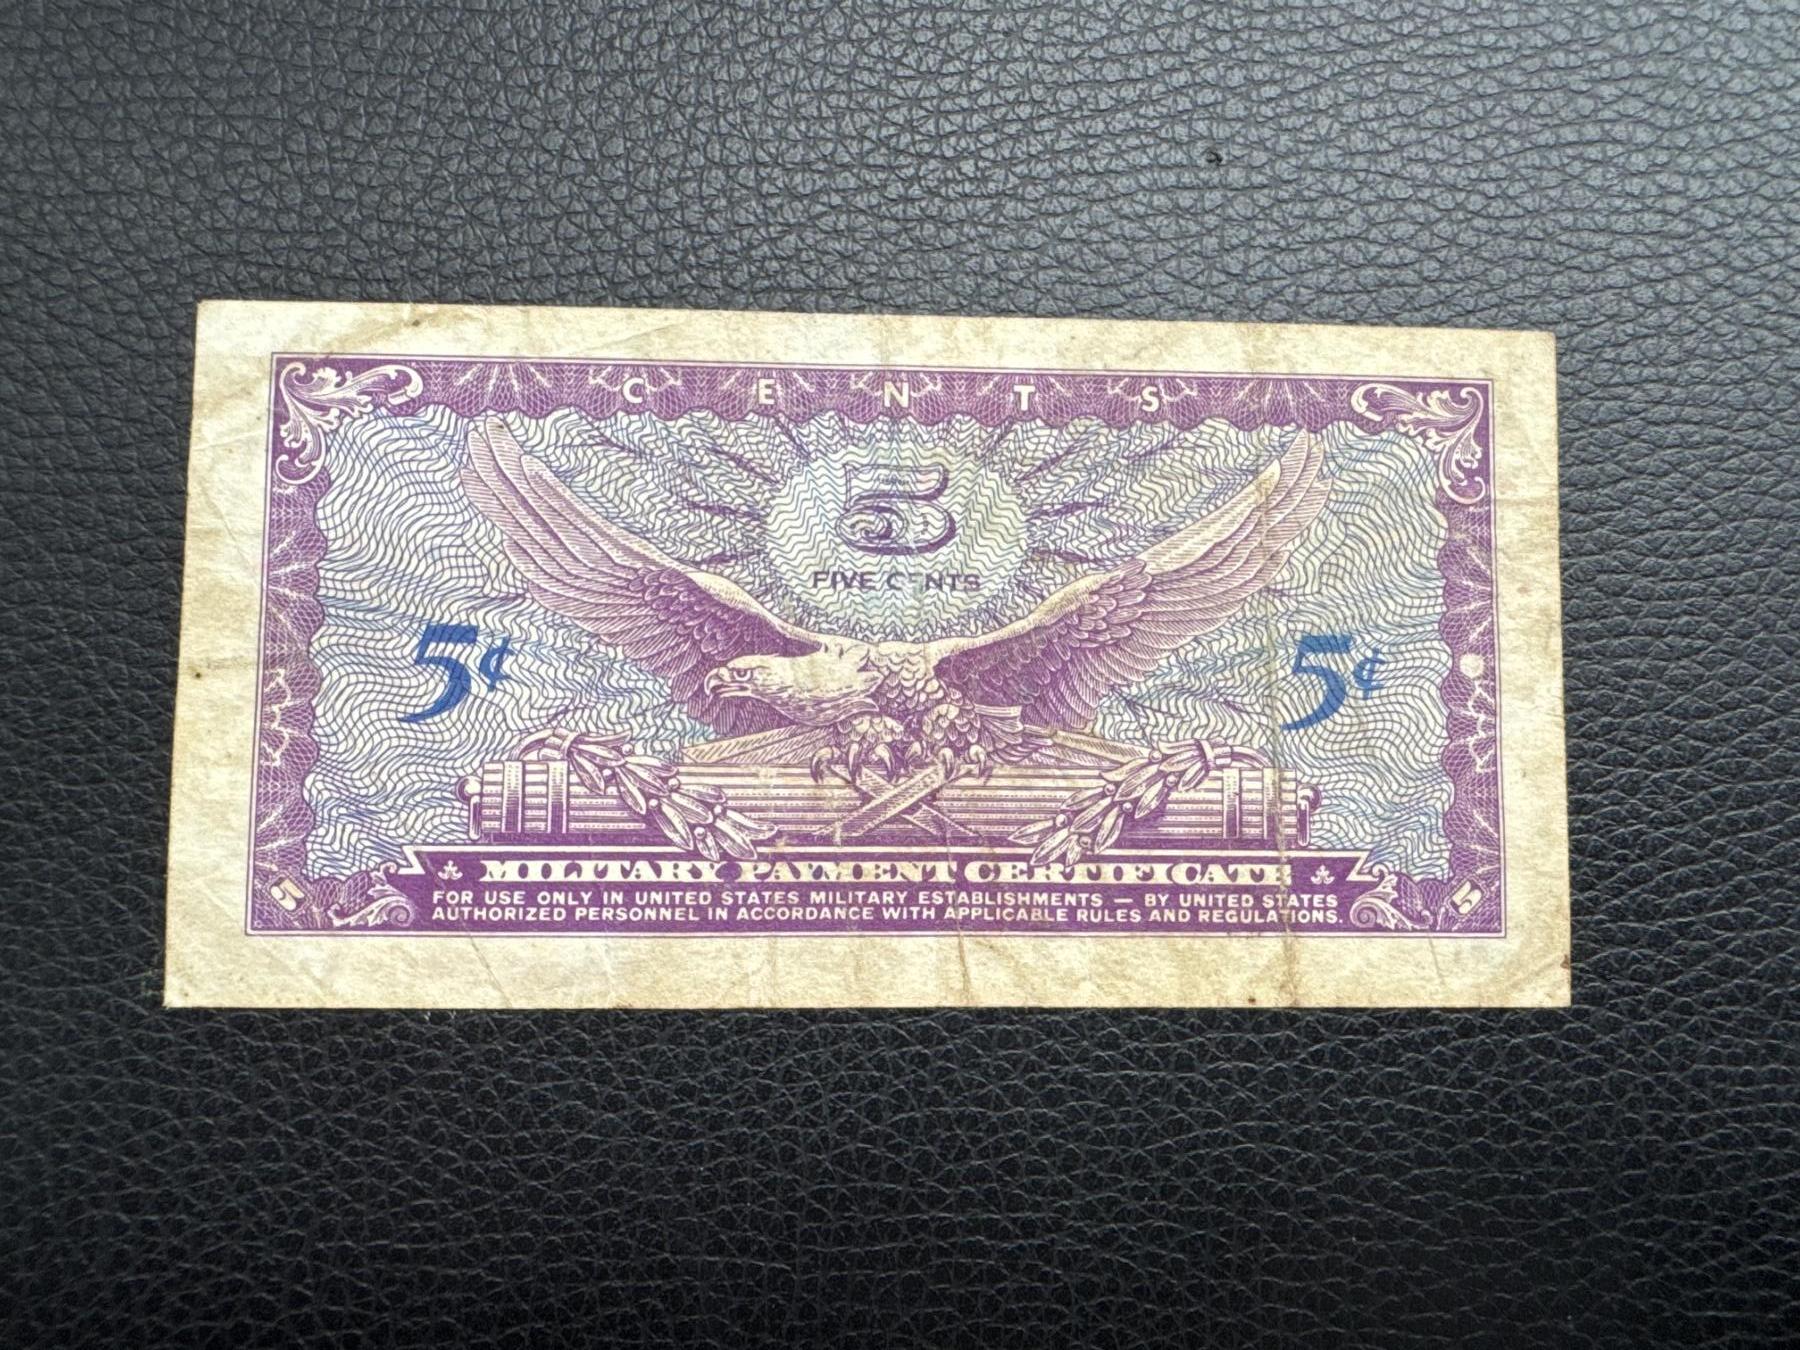 C E N T S
5
FIVE CENTS
5¢ 5¢
MILITARY PAYMENT CERTIFICATE
5 FOR USE ONLY IN UNITED STATES MILITARY ESTABLISHMENTS — BY UNITED STATES 5
AUTHORIZED PERSONNEL IN ACCORDANCE WITH APPLICABLE RULES AND REGULATIONS.